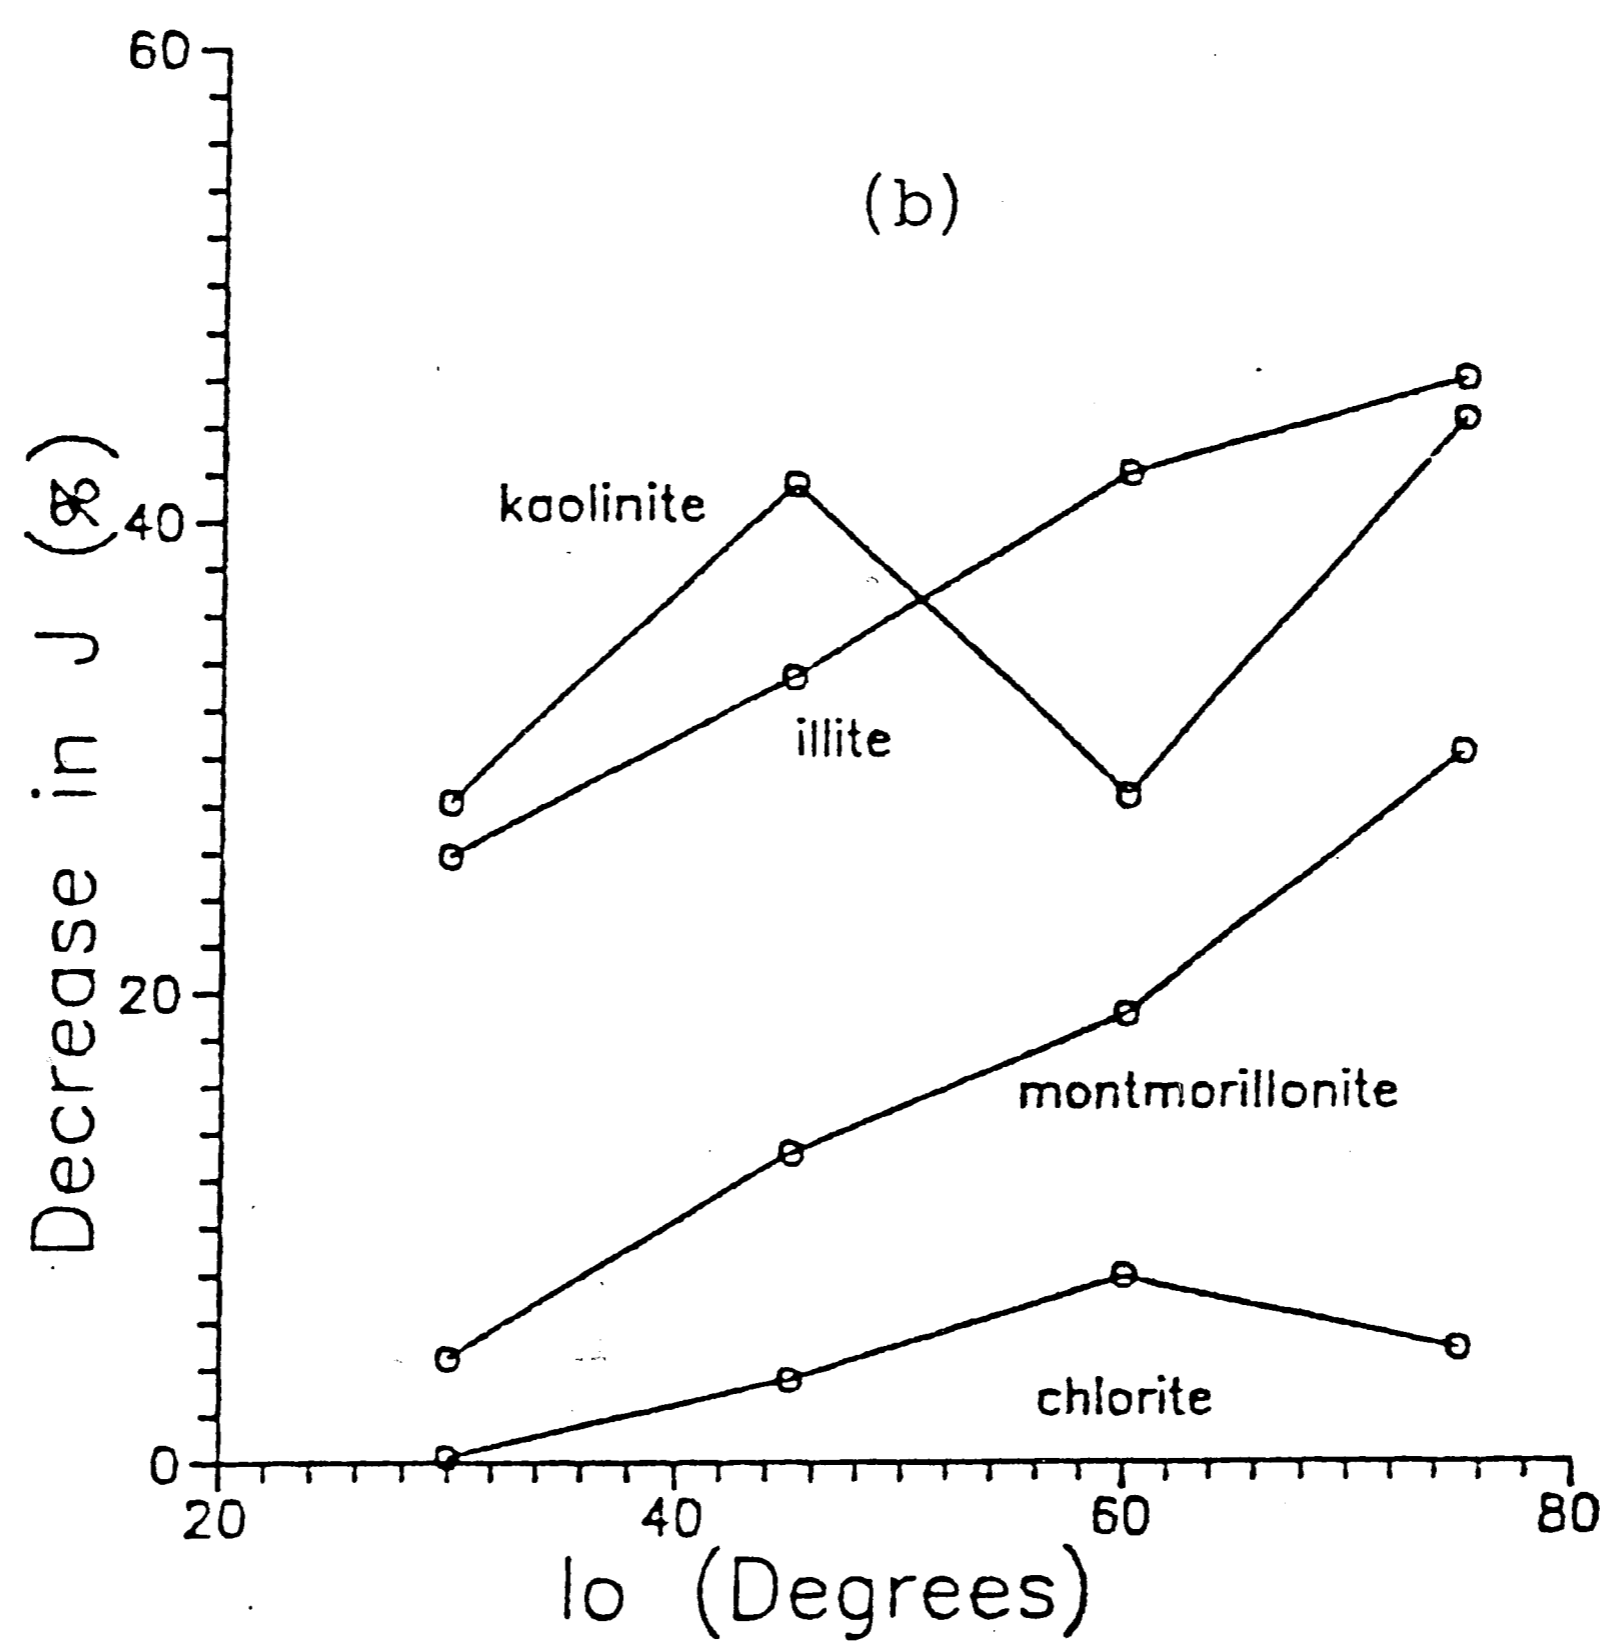 60
(b)
kaolinite
40
illite
20
montmorillonite
chlorite
0
20 40 60 80
Io (Degrees)
Decrease in J (%)